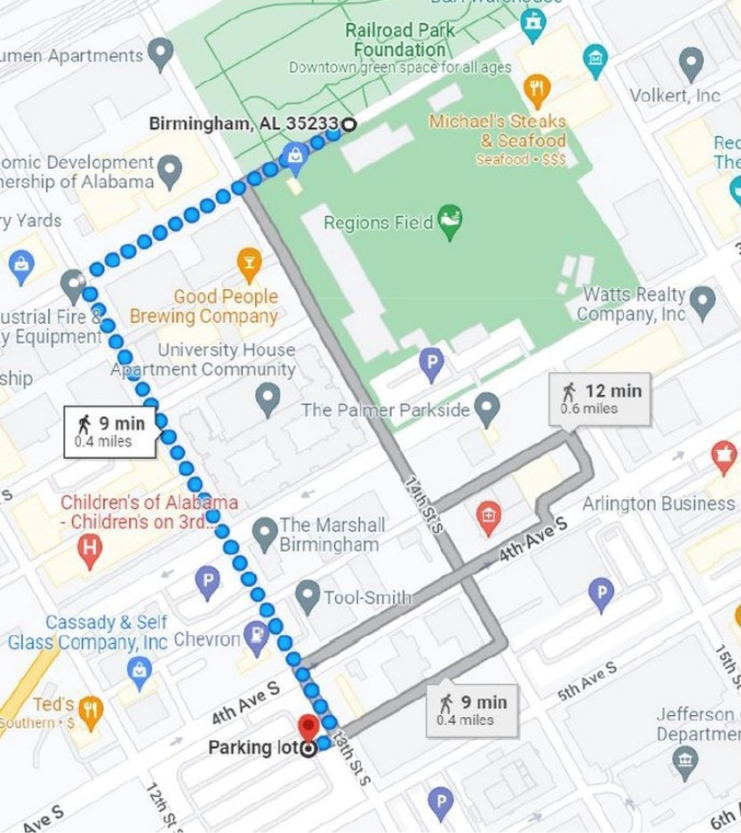 Railroad Park
Foundation
Downtown green space for all ages
umen Apartments
Volkert, Inc
Birmingham, AL 35233
Michael's Steaks
& Seafood
Seafood • $$$
omic Development
nership of Alabama
Rec
The
ry Yards
Regions Field
Good People
Brewing Company
ustrial Fire &
y Equipment
Watts Realty
Company, Inc
University House
Apartment Community
ship
P
12 min
0.6 miles
The Palmer Parkside
9 min
0.4 miles
14th St S
Children's of Alabama
- Children's on 3rd...
H
Arlington Business
The Marshall
Birmingham
4th Ave S
P
Tool-Smith
P
Cassady & Self
Glass Company, Inc
Chevron
15th St
5th Ave S
4th Ave S
9 min
0.4 miles
Ted's
Southern • $
Jefferson
Departmen
Parking lot
13th St S
12th St S
P
Ave S
6th A